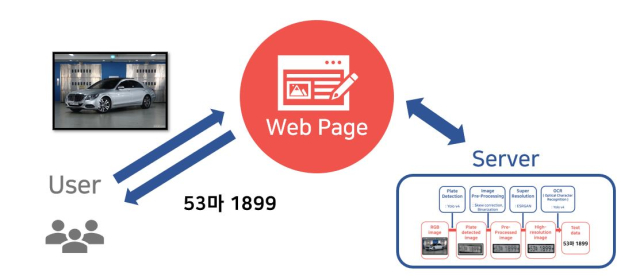 Web Page
User
53마 1899
Server
Plate
Detection
- Yolo v4
Image
Pre-Processing
- Skew correction
- Binarization
Super
Resolution
- ESRGAN
OCR
( Optical Character
Recognition )
- Yolo v4
RGB
image
Plate
detected
image
Pre-
Processed
image
High-
resolution
image
Text
data
53마 1899